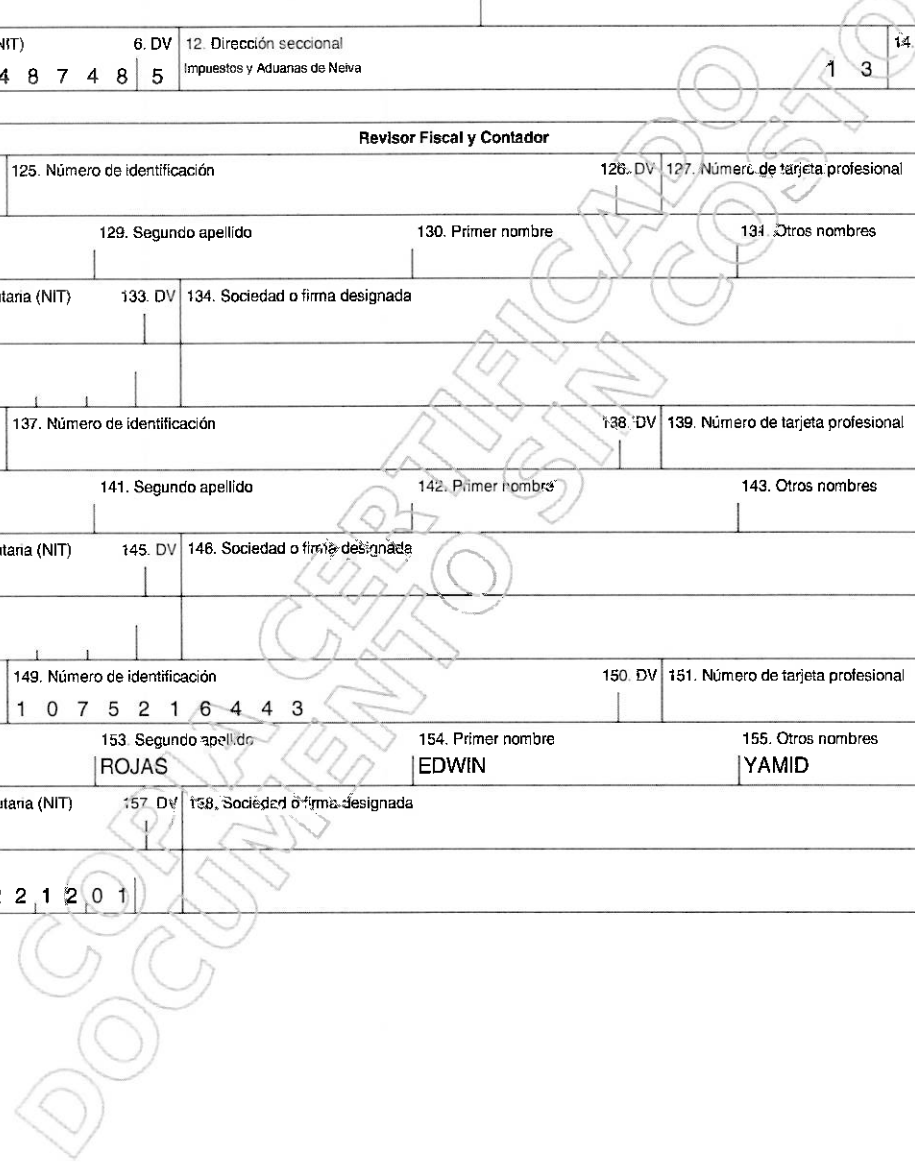 NIT) 6. DV 12. Dirección seccional 14.
4 8 7 4 8 5 Impuestos y Aduanas de Neiva 1 3
Revisor Fiscal y Contador
125. Número de identificación 126. DV 127. Número de tarjeta profesional
129. Segundo apellido 130. Primer nombre 131. Otros nombres
utaria (NIT) 133. DV 134. Sociedad o firma designada
137. Número de identificación 138. DV 139. Número de tarjeta profesional
141. Segundo apellido 142. Primer nombre 143. Otros nombres
utaria (NIT) 145. DV 146. Sociedad o firma designada
149. Número de identificación 150. DV 151. Número de tarjeta profesional
1 0 7 5 2 1 6 4 4 3
153. Segundo apellido 154. Primer nombre 155. Otros nombres
ROJAS EDWIN YAMID
utaria (NIT) 157. DV 158. Sociedad o firma designada
2 1 2 0 1
COPIA CERTIFICADO
DOCUMENTO SIN COSTO